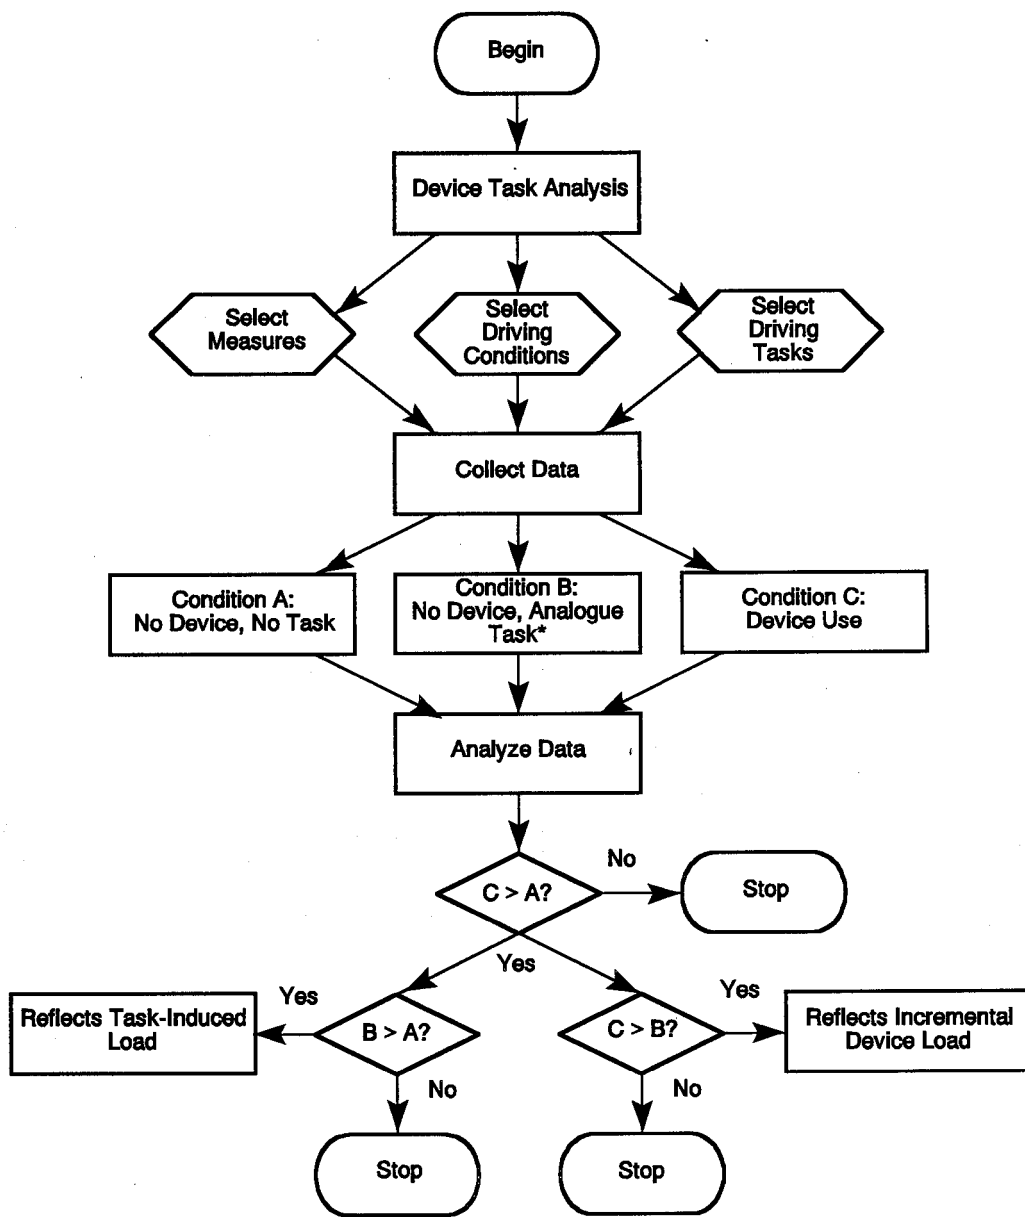 Begin
Device Task Analysis
Select
Measures
Select
Driving
Conditions
Select
Driving
Tasks
Collect Data
Condition A:
No Device, No Task
Condition B:
No Device, Analogue
Task*
Condition C:
Device Use
Analyze Data
C > A?
No
Stop
Yes
Reflects Task-Induced
Load
Yes
B > A?
No
Stop
C > B?
Yes
Reflects Incremental
Device Load
No
Stop